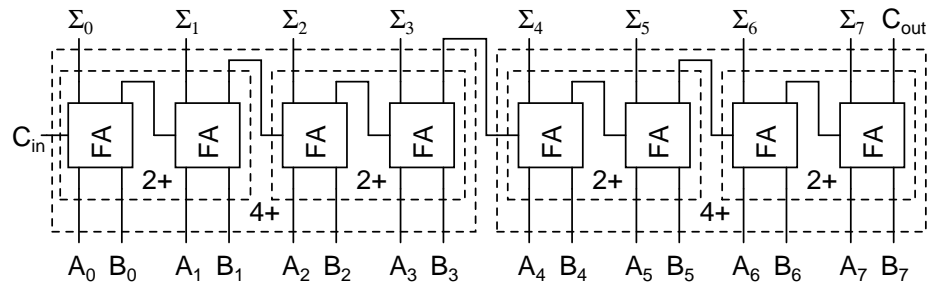 Σ₀ Σ₁ Σ₂ Σ₃ Σ₄ Σ₅ Σ₆ Σ₇ C_out
C_in FA FA FA FA FA FA FA FA
2+ 2+ 2+ 2+
4+ 4+
A₀ B₀ A₁ B₁ A₂ B₂ A₃ B₃ A₄ B₄ A₅ B₅ A₆ B₆ A₇ B₇